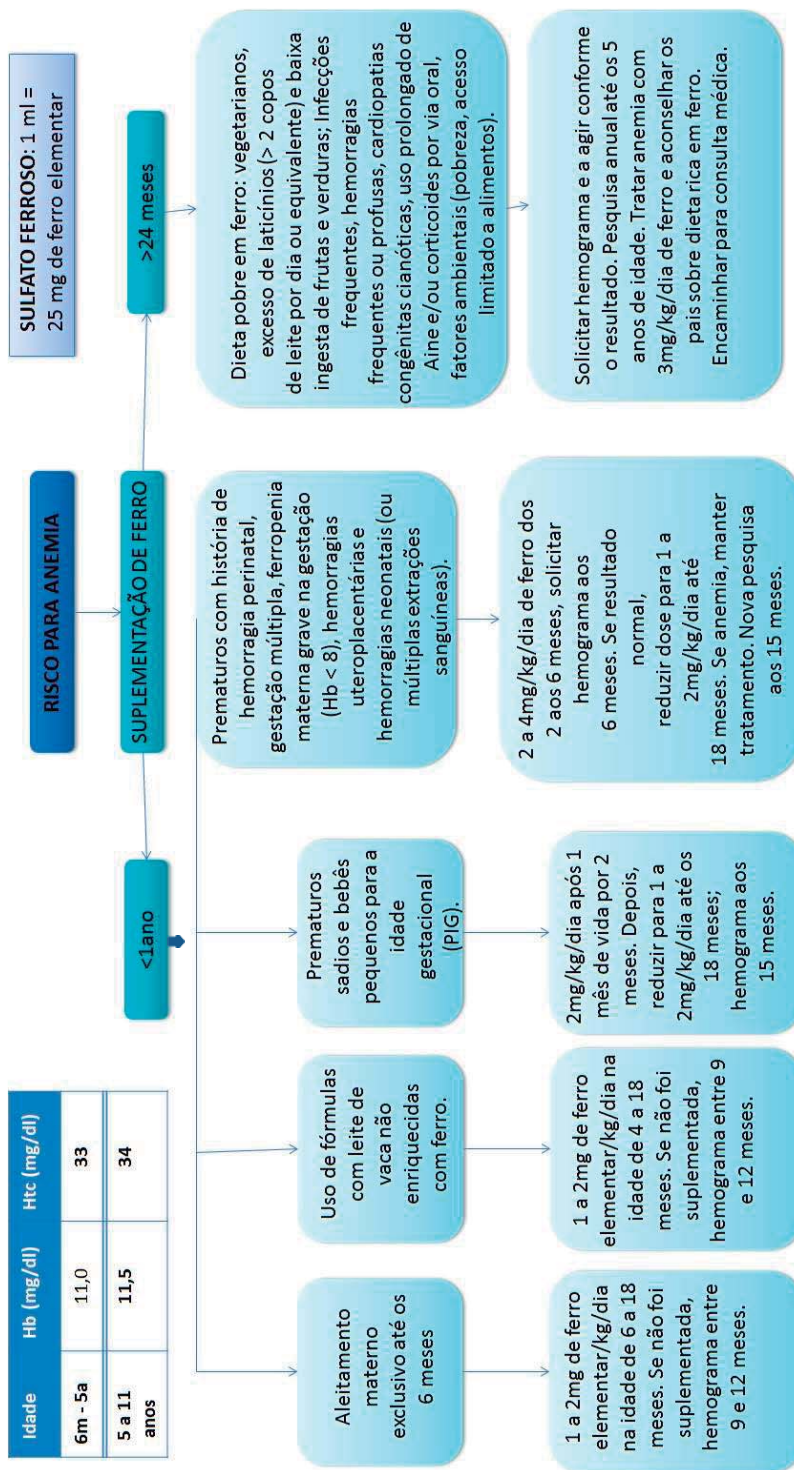 Idade Hb (mg/dl) Htc (mg/dl)
6m - 5a 11,0 33
5 a 11 anos 11,5 34
RISCO PARA ANEMIA
SULFATO FERROSO: 1 ml =
25 mg de ferro elementar
SUPLEMENTAÇÃO DE FERRO
<1ano
>24 meses
Aleitamento
materno
exclusivo até os
6 meses
Uso de fórmulas
com leite de
vaca não
enriquecidas
com ferro.
Prematuros
sadios e bebês
pequenos para a
idade
gestacional
(PIG).
Prematuros com história de
hemorragia perinatal,
gestação múltipla, ferropenia
materna grave na gestação
(Hb < 8), hemorragias
uteroplacentárias e
hemorragias neonatais (ou
múltiplas extrações
sanguíneas).
Dieta pobre em ferro: vegetarianos,
excesso de laticínios (> 2 copos
de leite por dia ou equivalente) e baixa
ingesta de frutas e verduras; Infecções
frequentes, hemorragias
frequentes ou profusas, cardiopatias
congênitas cianóticas, uso prolongado de
Aine e/ou corticoides por via oral,
fatores ambientais (pobreza, acesso
limitado a alimentos).
1 a 2mg de ferro
elementar/kg/dia
na idade de 6 a 18
meses. Se não foi
suplementada,
hemograma entre
9 e 12 meses.
1 a 2mg de ferro
elementar/kg/dia na
idade de 4 a 18
meses. Se não foi
suplementada,
hemograma entre 9
e 12 meses.
2mg/kg/dia após 1
mês de vida por 2
meses. Depois,
reduzir para 1 a
2mg/kg/dia até os
18 meses;
hemograma aos
15 meses.
2 a 4mg/kg/dia de ferro dos
2 aos 6 meses, solicitar
hemograma aos
6 meses. Se resultado
normal,
reduzir dose para 1 a
2mg/kg/dia até
18 meses. Se anemia, manter
tratamento. Nova pesquisa
aos 15 meses.
Solicitar hemograma e a agir conforme
o resultado. Pesquisa anual até os 5
anos de idade. Tratar anemia com
3mg/kg/dia de ferro e aconselhar os
pais sobre dieta rica em ferro.
Encaminhar para consulta médica.